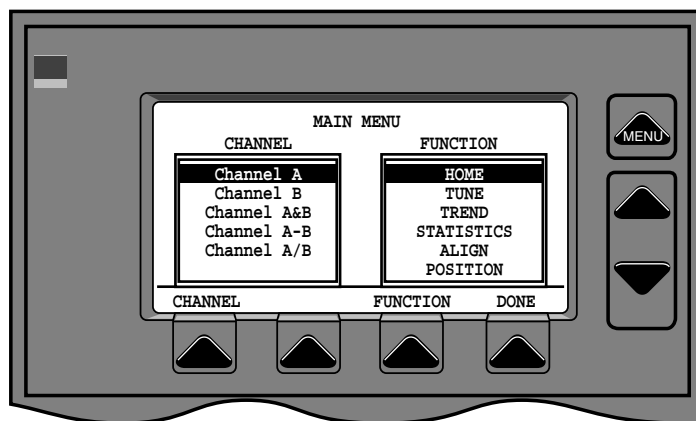 MAIN MENU
CHANNEL FUNCTION
Channel A
Channel B
Channel A&B
Channel A-B
Channel A/B
HOME
TUNE
TREND
STATISTICS
ALIGN
POSITION
CHANNEL FUNCTION DONE
MENU